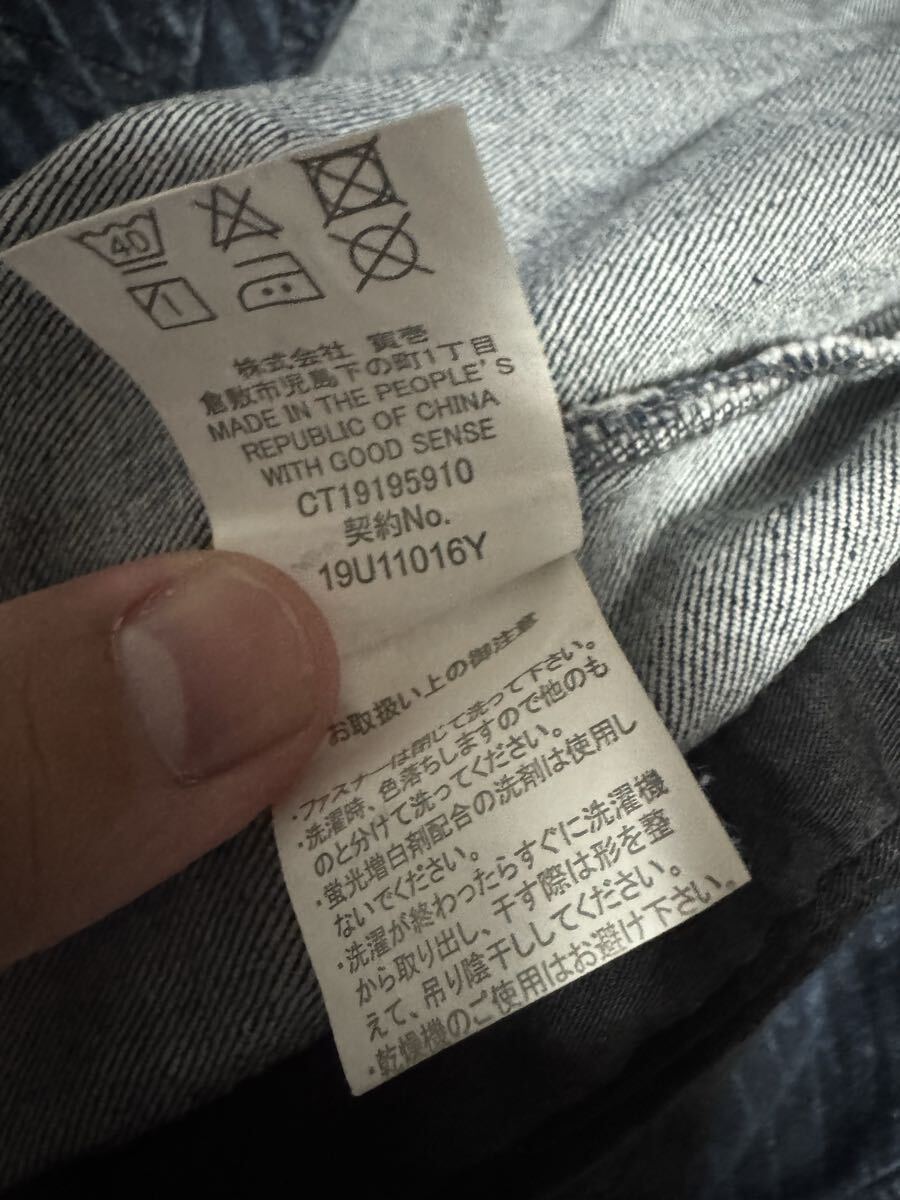 40
株式会社 寅壱
倉敷市児島下の町1丁目
MADE IN THE PEOPLE'S
REPUBLIC OF CHINA
WITH GOOD SENSE
CT19195910
契約No.
19U11016Y
お取扱い上の御注意
・ファスナーは閉じて洗って下さい。
・洗濯時、色落ちしますので他のも
のと分けて洗ってください。
・蛍光増白剤配合の洗剤は使用し
ないでください。
・洗濯が終わったらすぐに洗濯機
から取り出し、干す際は形を整
えて、吊り陰干ししてください。
・乾燥機のご使用はお避け下さい。